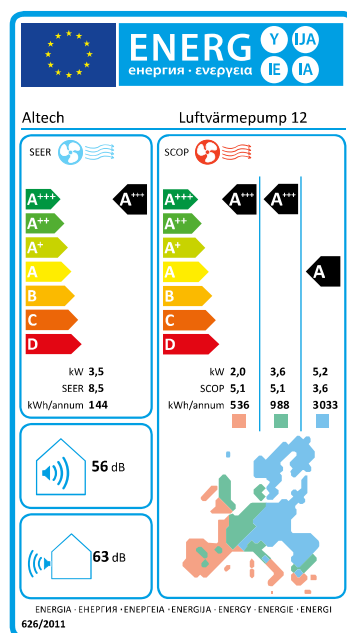 ENERG Y IJA
енергия · ενεργεια IE IA
Altech Luftvärmepump 12
SEER SCOP
A+++ A+++ A+++ A+++ A+++
A++ A++
A+ A+
A A A
B B
C C
D D
kW 3,5 kW 2,0 3,6 5,2
SEER 8,5 SCOP 5,1 5,1 3,6
kWh/annum 144 kWh/annum 536 988 3033
56 dB
63 dB
ENERGIA · ЕНЕРГИЯ · ΕΝΕΡΓΕΙΑ · ENERGIJA · ENERGY · ENERGIE · ENERGI
626/2011